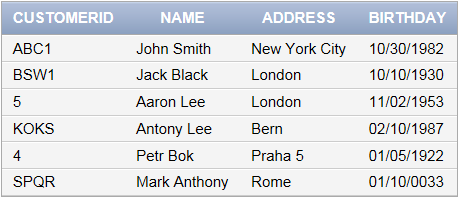 CUSTOMERID NAME ADDRESS BIRTHDAY
ABC1 John Smith New York City 10/30/1982
BSW1 Jack Black London 10/10/1930
5 Aaron Lee London 11/02/1953
KOKS Antony Lee Bern 02/10/1987
4 Petr Bok Praha 5 01/05/1922
SPQR Mark Anthony Rome 01/10/0033